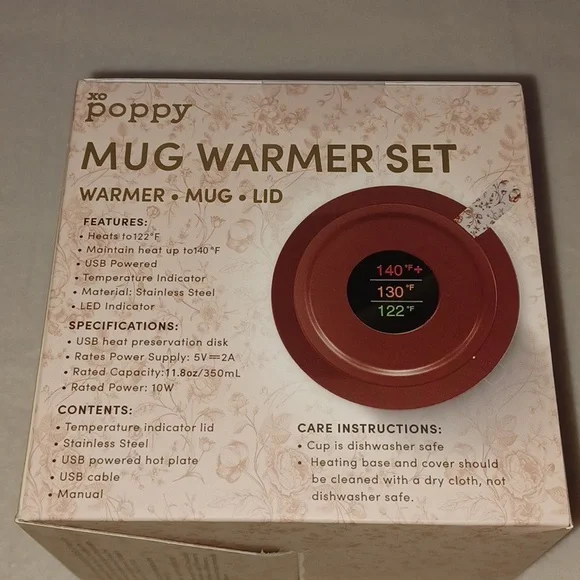 xo
poppy
MUG WARMER SET
WARMER • MUG • LID
FEATURES:
• Heats to122°F
• Maintain heat up to140°F
• USB Powered
• Temperature Indicator
• Material: Stainless Steel
• LED Indicator
SPECIFICATIONS:
• USB heat preservation disk
• Rates Power Supply: 5V⎓2A
• Rated Capacity:11.8oz/350mL
• Rated Power: 10W
CONTENTS:
• Temperature indicator lid
• Stainless Steel
• USB powered hot plate
• USB cable
• Manual
140°F+
130°F
122°F
CARE INSTRUCTIONS:
• Cup is dishwasher safe
• Heating base and cover should
be cleaned with a dry cloth, not
dishwasher safe.